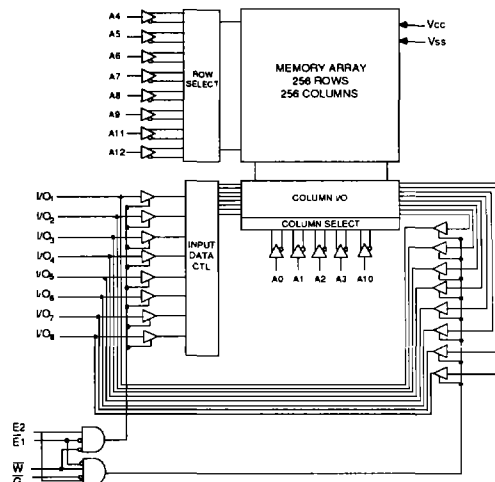 A4
A5
A6
A7
A8
A9
A11
A12
ROW
SELECT
MEMORY ARRAY
256 ROWS
256 COLUMNS
VCC
VSS
I/O1
I/O2
I/O3
I/O4
I/O5
I/O6
I/O7
I/O8
INPUT
DATA
CTL
COLUMN I/O
COLUMN SELECT
A0 A1 A2 A3 A10
E2
E1
W
G